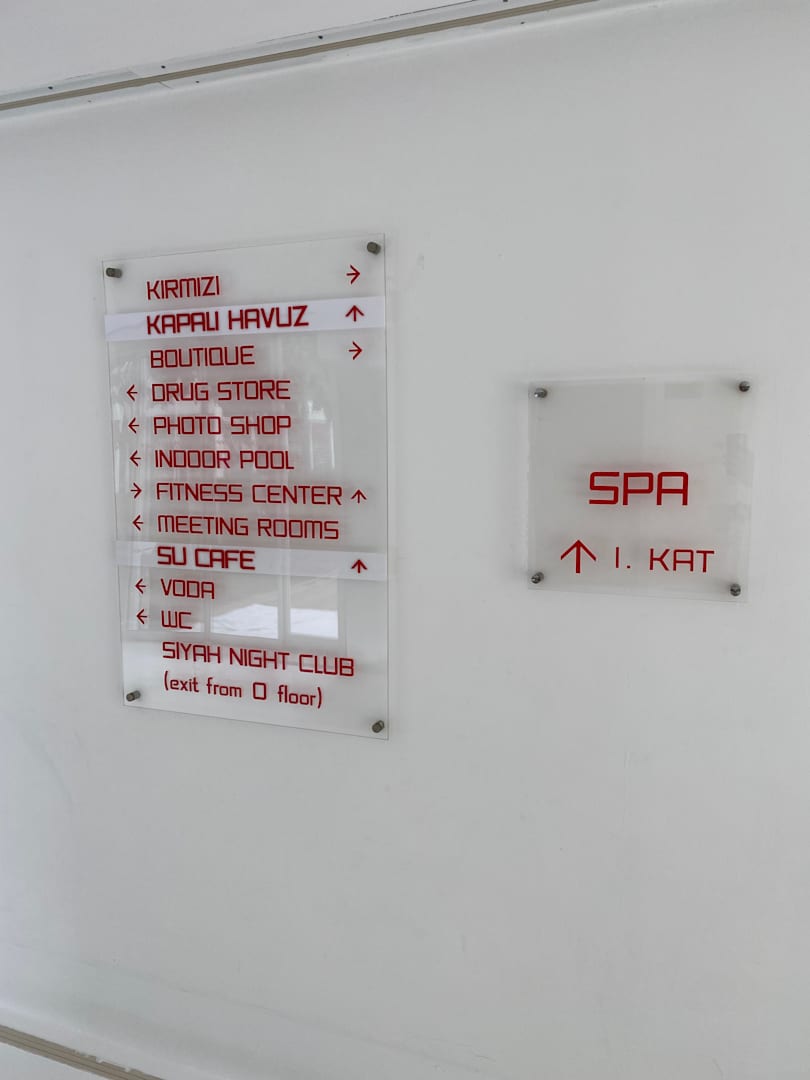 KIRMIZI →
KAPALI HAVUZ ↑
BOUTIQUE →
← DRUG STORE
← PHOTO SHOP
← INDOOR POOL
→ FITNESS CENTER ↑
← MEETING ROOMS
SU CAFE ↑
← VODA
← WC
SIYAH NIGHT CLUB
(exit from 0 floor)
SPA
↑ 1. KAT